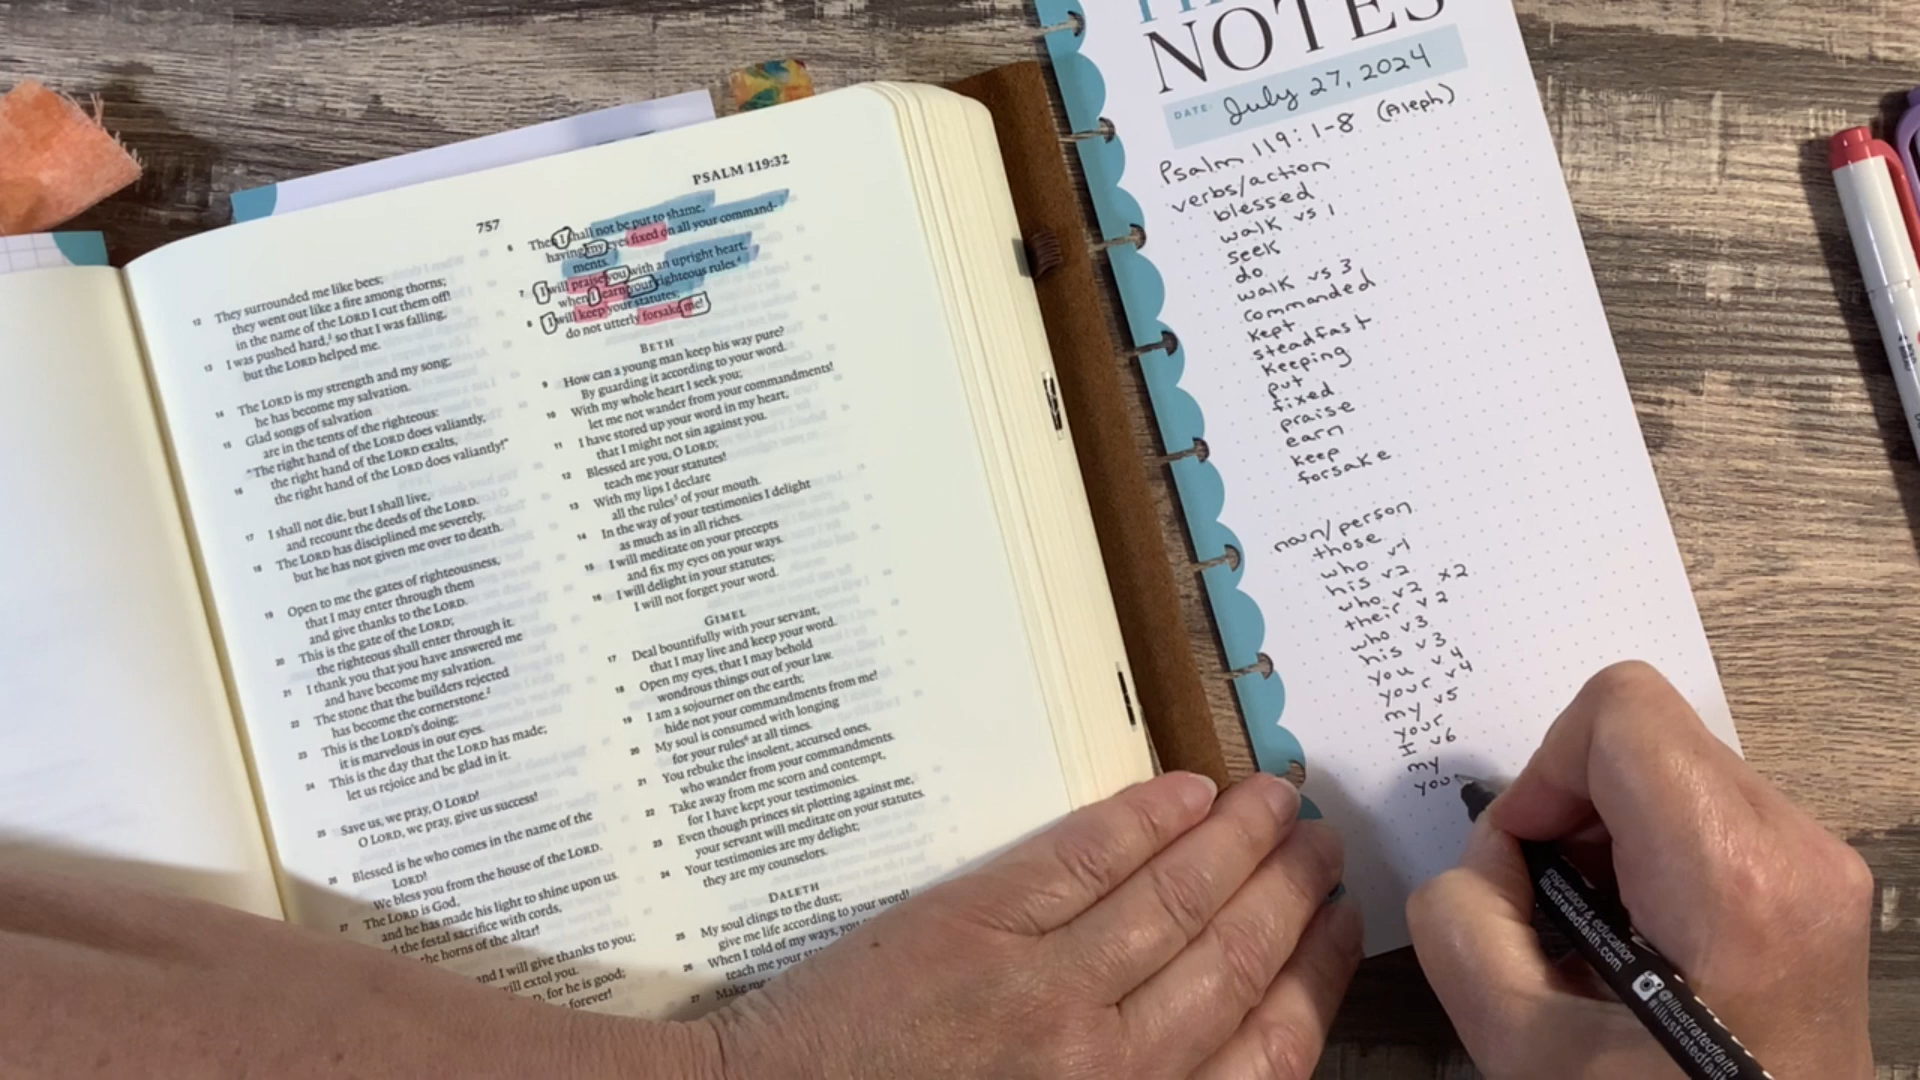 757
12 They surrounded me like bees;
they went out like a fire among thorns;
in the name of the LORD I cut them off!
13 I was pushed hard,³ so that I was falling,
but the LORD helped me.
14 The LORD is my strength and my song;
he has become my salvation.
15 Glad songs of salvation
are in the tents of the righteous:
"The right hand of the LORD does valiantly,
16 the right hand of the LORD exalts,
the right hand of the LORD does valiantly!"
17 I shall not die, but I shall live,
and recount the deeds of the LORD.
18 The LORD has disciplined me severely,
but he has not given me over to death.
19 Open to me the gates of righteousness,
that I may enter through them
and give thanks to the LORD.
20 This is the gate of the LORD;
the righteous shall enter through it.
21 I thank you that you have answered me
and have become my salvation.
22 The stone that the builders rejected
has become the cornerstone.²
23 This is the LORD's doing;
it is marvelous in our eyes.
24 This is the day that the LORD has made;
let us rejoice and be glad in it.
25 Save us, we pray, O LORD!
O LORD, we pray, give us success!
26 Blessed is he who comes in the name of the
LORD!
We bless you from the house of the LORD.
27 The LORD is God,
and he has made his light to shine upon us.
the festal sacrifice with cords,
the horns of the altar!
and I will give thanks to you;
will extol you.
for he is good;
forever!
PSALM 119:32
6 Then I shall not be put to shame,
having my eyes fixed on all your command-
ments.
7 I will praise you with an upright heart,
when I learn your righteous rules.⁴
8 I will keep your statutes;
do not utterly forsake me!
BETH
9 How can a young man keep his way pure?
By guarding it according to your word.
10 With my whole heart I seek you;
let me not wander from your commandments!
11 I have stored up your word in my heart,
that I might not sin against you.
12 Blessed are you, O LORD;
teach me your statutes!
13 With my lips I declare
all the rules⁵ of your mouth.
14 In the way of your testimonies I delight
as much as in all riches.
15 I will meditate on your precepts
and fix my eyes on your ways.
16 I will delight in your statutes;
I will not forget your word.
GIMEL
17 Deal bountifully with your servant,
that I may live and keep your word.
18 Open my eyes, that I may behold
wondrous things out of your law.
19 I am a sojourner on the earth;
hide not your commandments from me!
20 My soul is consumed with longing
for your rules⁶ at all times.
21 You rebuke the insolent, accursed ones,
who wander from your commandments.
22 Take away from me scorn and contempt,
for I have kept your testimonies.
23 Even though princes sit plotting against me,
your servant will meditate on your statutes.
24 Your testimonies are my delight;
they are my counselors.
DALETH
25 My soul clings to the dust;
give me life according to your word!
26 When I told of my ways, you
teach me your
27 Make me
NOTES
DATE: July 27, 2024
Psalm 119:1-8 (Aleph)
verbs/action
blessed
walk vs 1
seek
do
walk vs 3
commanded
kept
steadfast
keeping
put
fixed
praise
earn
keep
forsake
noun/person
those
who v1
his v2
who v2 x2
their v2
who v3
his v3
you v4
your v4
my v5
your
I v6
my
you
inspiration & education
illustratedfaith.com
@illustratedfaith
#illustratedfaith